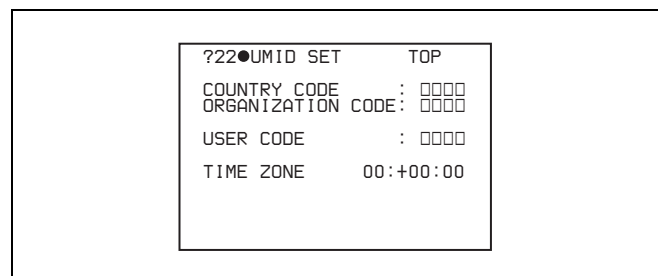 ?22●UMID SET TOP
COUNTRY CODE : □□□□
ORGANIZATION CODE: □□□□
USER CODE : □□□□
TIME ZONE 00:+00:00